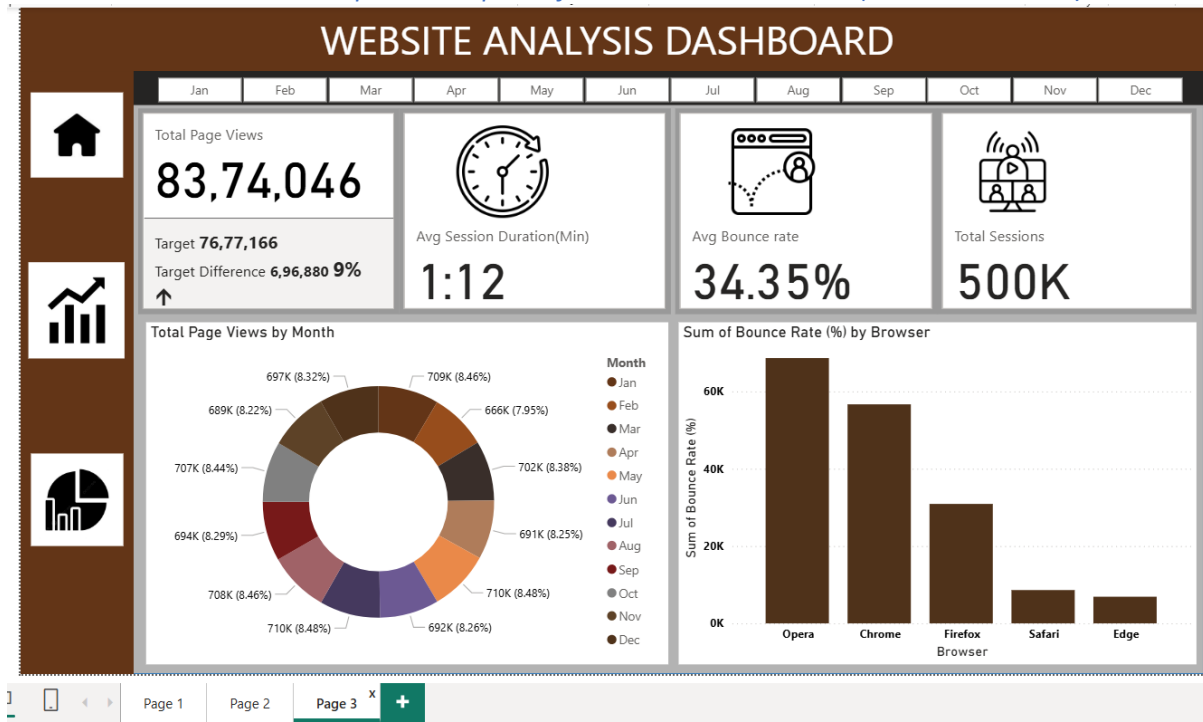 WEBSITE ANALYSIS DASHBOARD
Jan Feb Mar Apr May Jun Jul Aug Sep Oct Nov Dec
Total Page Views
83,74,046
Target 76,77,166
Target Difference 6,96,880 9%
↑
Avg Session Duration(Min)
1:12
Avg Bounce rate
34.35%
Total Sessions
500K
Total Page Views by Month
697K (8.32%)
709K (8.46%)
689K (8.22%)
666K (7.95%)
707K (8.44%)
702K (8.38%)
694K (8.29%)
691K (8.25%)
708K (8.46%)
710K (8.48%)
710K (8.48%)
692K (8.26%)
Month
Jan
Feb
Mar
Apr
May
Jun
Jul
Aug
Sep
Oct
Nov
Dec
Sum of Bounce Rate (%) by Browser
Sum of Bounce Rate (%)
60K
40K
20K
0K
Opera Chrome Firefox Safari Edge
Browser
Page 1 Page 2 Page 3 x +